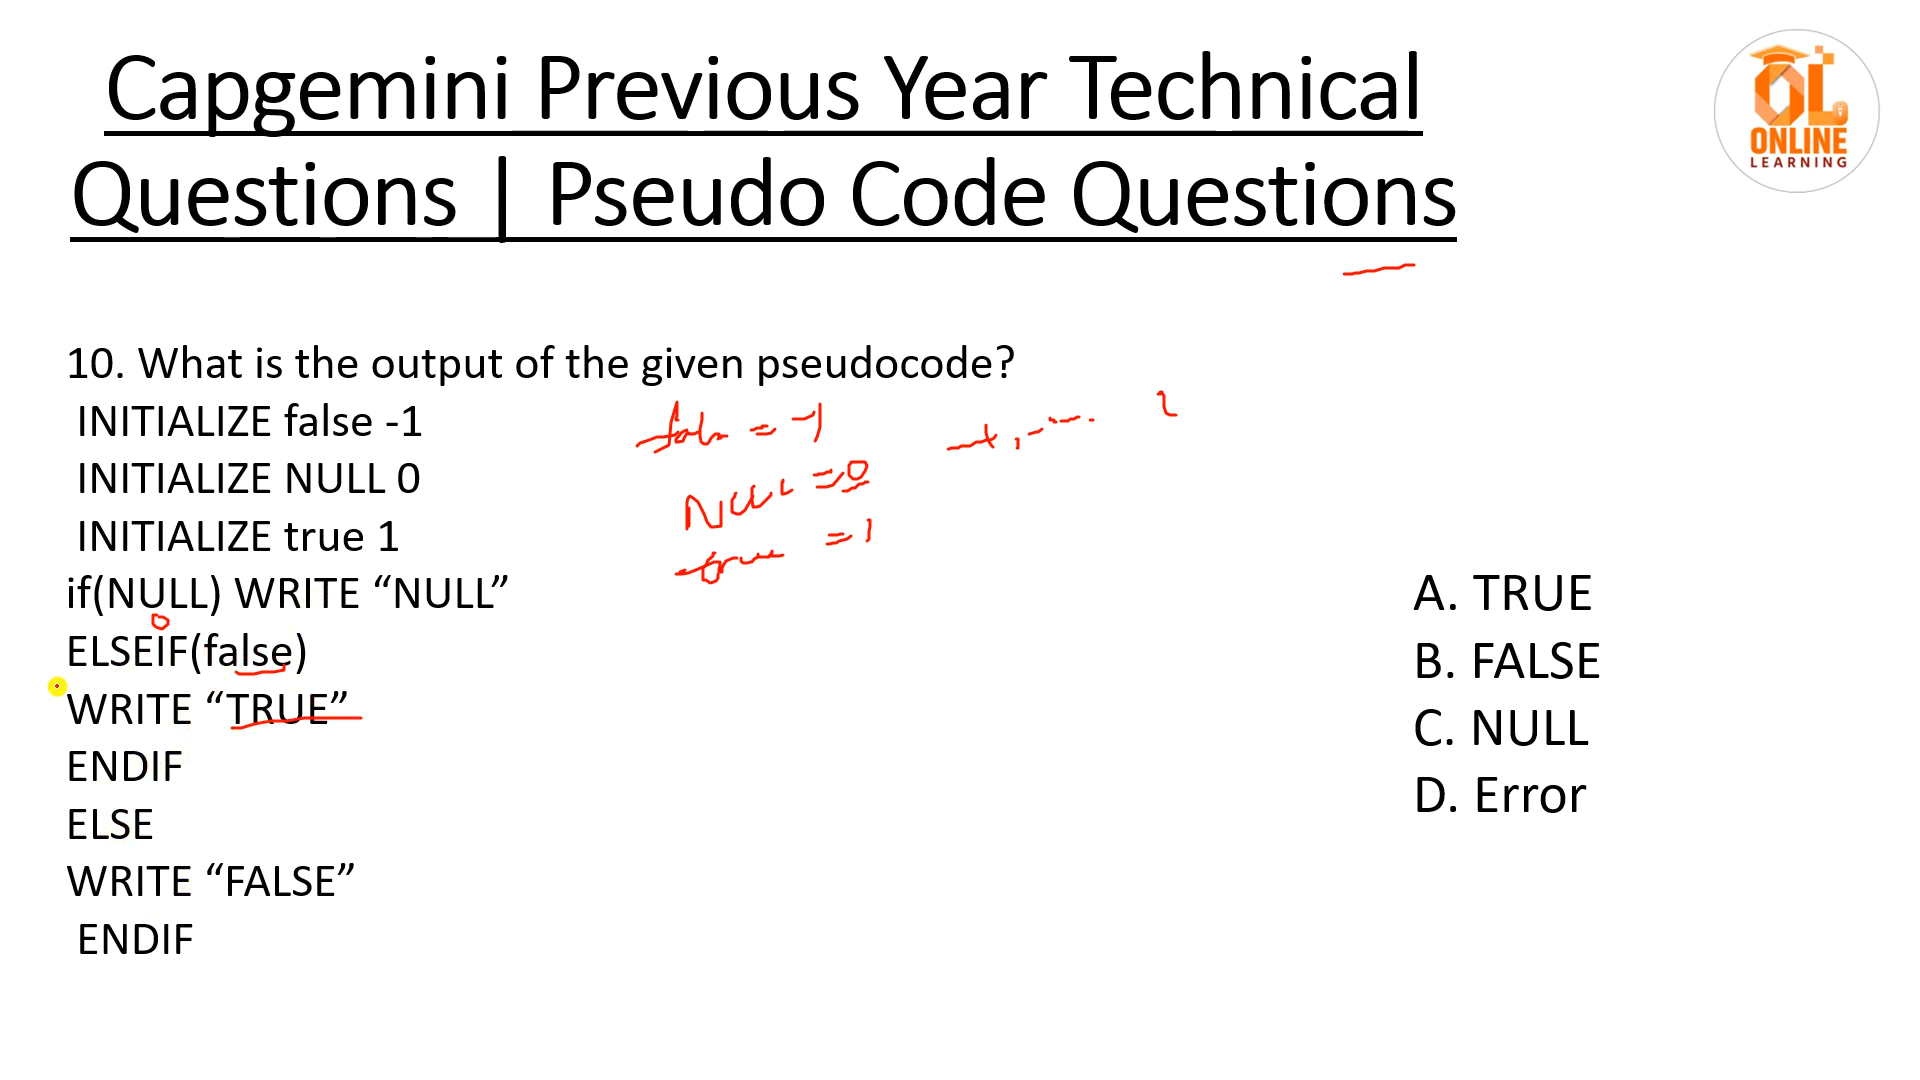 Capgemini Previous Year Technical
Questions | Pseudo Code Questions
OL
ONLINE
LEARNING
10. What is the output of the given pseudocode?
INITIALIZE false -1
INITIALIZE NULL 0
INITIALIZE true 1
if(NULL) WRITE “NULL”
ELSEIF(false)
WRITE “TRUE”
ENDIF
ELSE
WRITE “FALSE”
ENDIF
= -1
NULL = 0
true = 1
0
A. TRUE
B. FALSE
C. NULL
D. Error